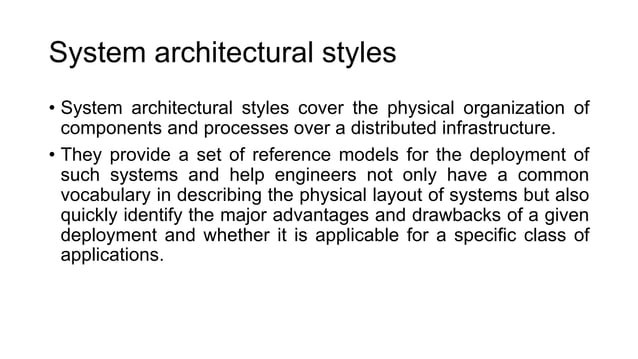 System architectural styles
• System architectural styles cover the physical organization of
components and processes over a distributed infrastructure.
• They provide a set of reference models for the deployment of
such systems and help engineers not only have a common
vocabulary in describing the physical layout of systems but also
quickly identify the major advantages and drawbacks of a given
deployment and whether it is applicable for a specific class of
applications.